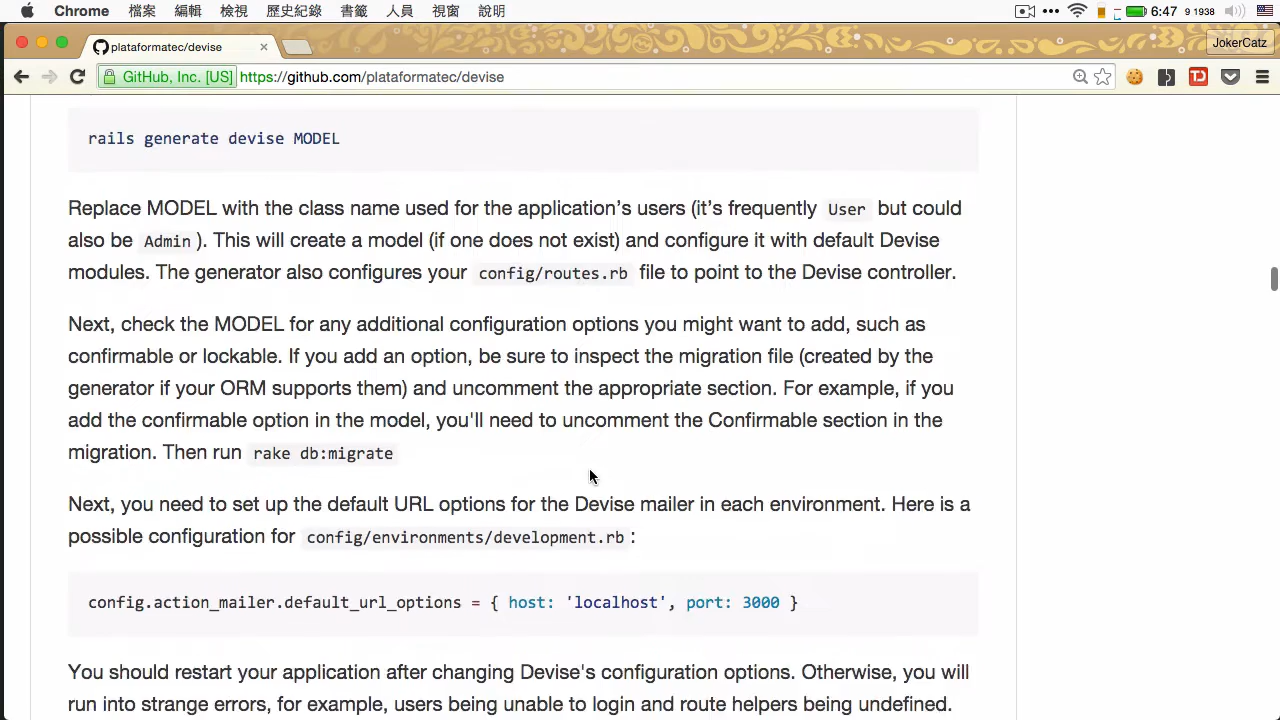 Chrome 檔案 編輯 檢視 歷史紀錄 書籤 人員 視窗 說明 6:47 9 1938
plataformatec/devise JokerCatz
GitHub, Inc. [US] https://github.com/plataformatec/devise
rails generate devise MODEL
Replace MODEL with the class name used for the application’s users (it’s frequently User but could
also be Admin ). This will create a model (if one does not exist) and configure it with default Devise
modules. The generator also configures your config/routes.rb file to point to the Devise controller.
Next, check the MODEL for any additional configuration options you might want to add, such as
confirmable or lockable. If you add an option, be sure to inspect the migration file (created by the
generator if your ORM supports them) and uncomment the appropriate section. For example, if you
add the confirmable option in the model, you'll need to uncomment the Confirmable section in the
migration. Then run rake db:migrate
Next, you need to set up the default URL options for the Devise mailer in each environment. Here is a
possible configuration for config/environments/development.rb :
config.action_mailer.default_url_options = { host: 'localhost', port: 3000 }
You should restart your application after changing Devise's configuration options. Otherwise, you will
run into strange errors, for example, users being unable to login and route helpers being undefined.